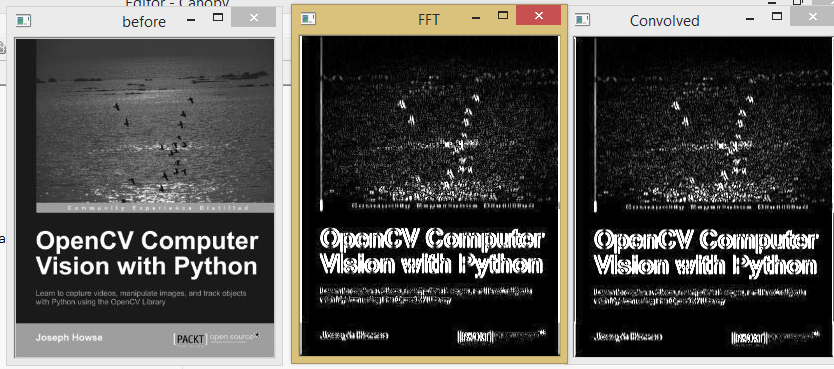 Editor - Canopy
before
FFT
Convolved
Community Experience Distilled
OpenCV Computer
Vision with Python
Learn to capture videos, manipulate images, and track objects
with Python using the OpenCV Library
Joseph Howse
[PACKT] open source*
Community Experience Distilled
OpenCV Computer
Vision with Python
Community Experience Distilled
OpenCV Computer
Vision with Python